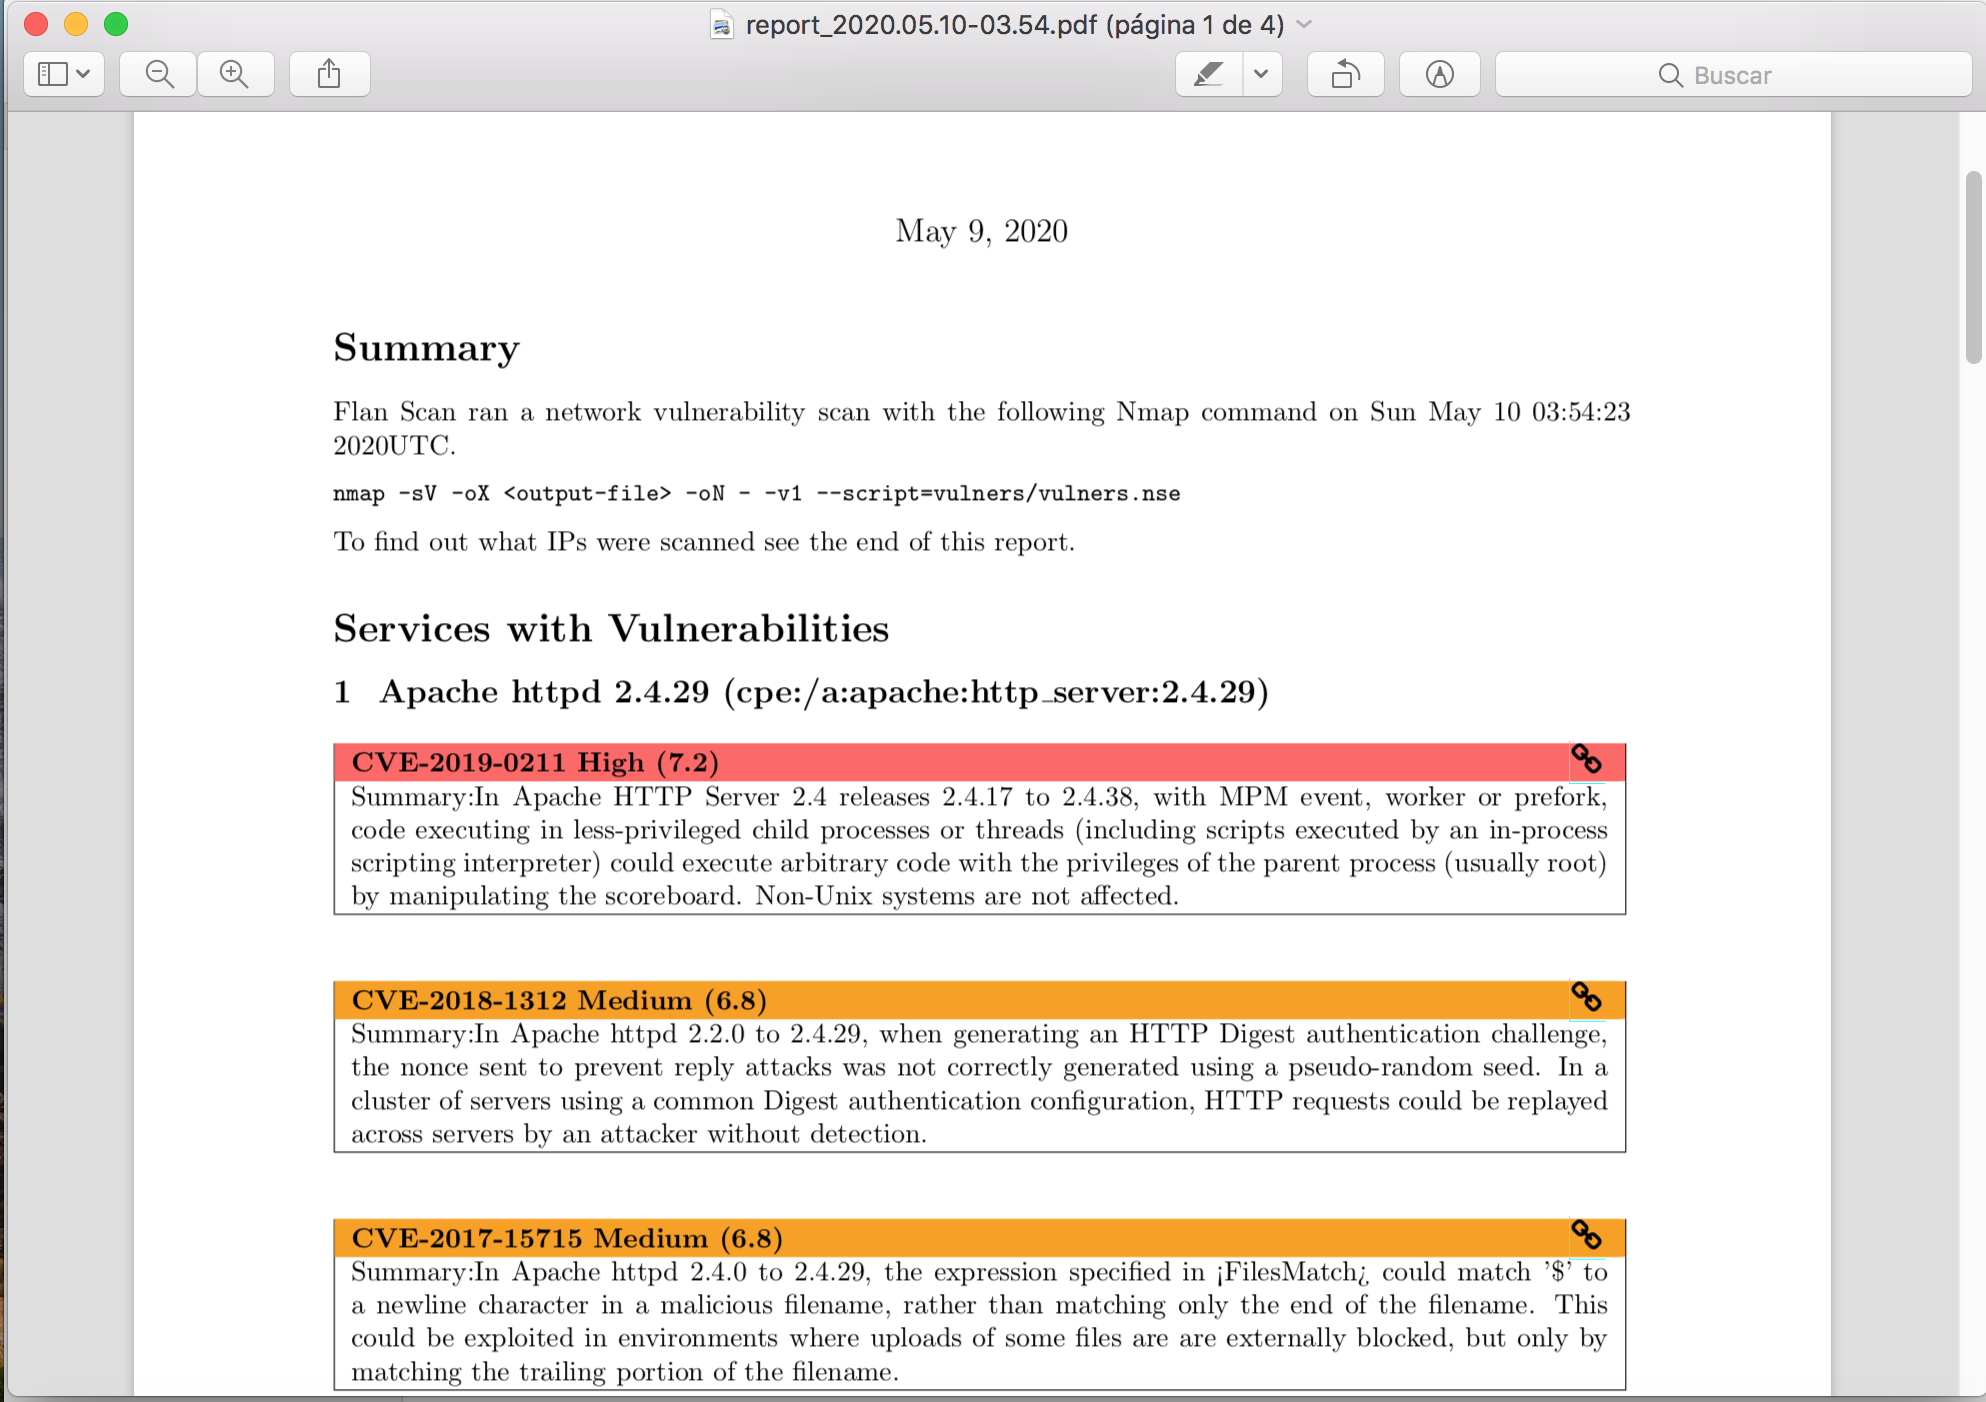 report_2020.05.10-03.54.pdf (página 1 de 4)
Buscar
May 9, 2020
Summary
Flan Scan ran a network vulnerability scan with the following Nmap command on Sun May 10 03:54:23
2020UTC.
nmap -sV -oX <output-file> -oN - -v1 --script=vulners/vulners.nse
To find out what IPs were scanned see the end of this report.
Services with Vulnerabilities
1 Apache httpd 2.4.29 (cpe:/a:apache:http_server:2.4.29)
CVE-2019-0211 High (7.2)
Summary:In Apache HTTP Server 2.4 releases 2.4.17 to 2.4.38, with MPM event, worker or prefork,
code executing in less-privileged child processes or threads (including scripts executed by an in-process
scripting interpreter) could execute arbitrary code with the privileges of the parent process (usually root)
by manipulating the scoreboard. Non-Unix systems are not affected.
CVE-2018-1312 Medium (6.8)
Summary:In Apache httpd 2.2.0 to 2.4.29, when generating an HTTP Digest authentication challenge,
the nonce sent to prevent reply attacks was not correctly generated using a pseudo-random seed. In a
cluster of servers using a common Digest authentication configuration, HTTP requests could be replayed
across servers by an attacker without detection.
CVE-2017-15715 Medium (6.8)
Summary:In Apache httpd 2.4.0 to 2.4.29, the expression specified in ¡FilesMatch¿ could match '$' to
a newline character in a malicious filename, rather than matching only the end of the filename. This
could be exploited in environments where uploads of some files are are externally blocked, but only by
matching the trailing portion of the filename.